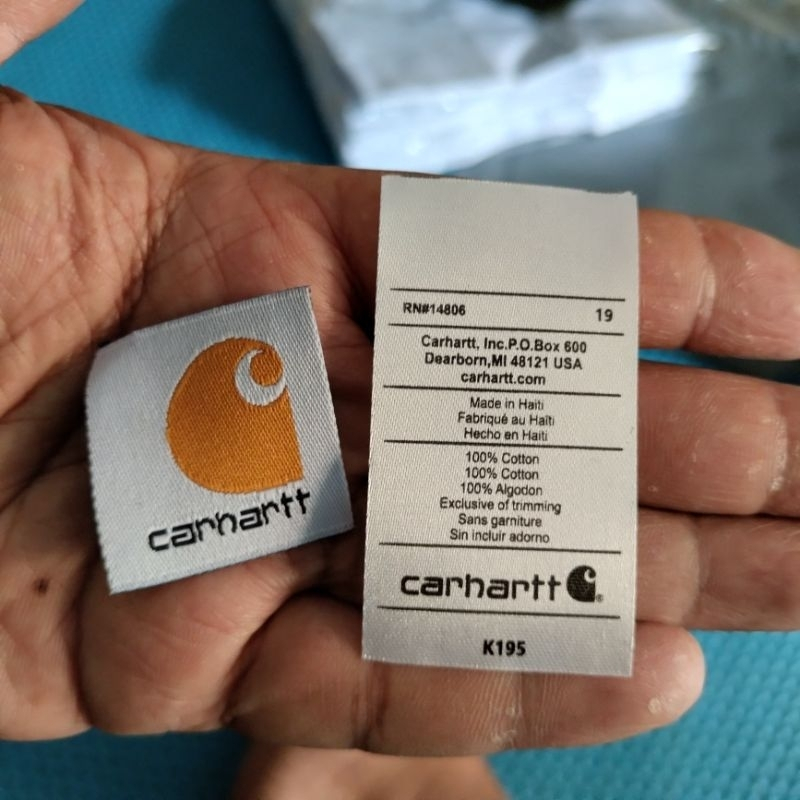 carhartt
RN#14806 19
Carhartt, Inc.P.O.Box 600
Dearborn,MI 48121 USA
carhartt.com
Made in Haiti
Fabriqué au Haïti
Hecho en Haiti
100% Cotton
100% Cotton
100% Algodon
Exclusive of trimming
Sans garniture
Sin incluir adorno
carhartt
K195